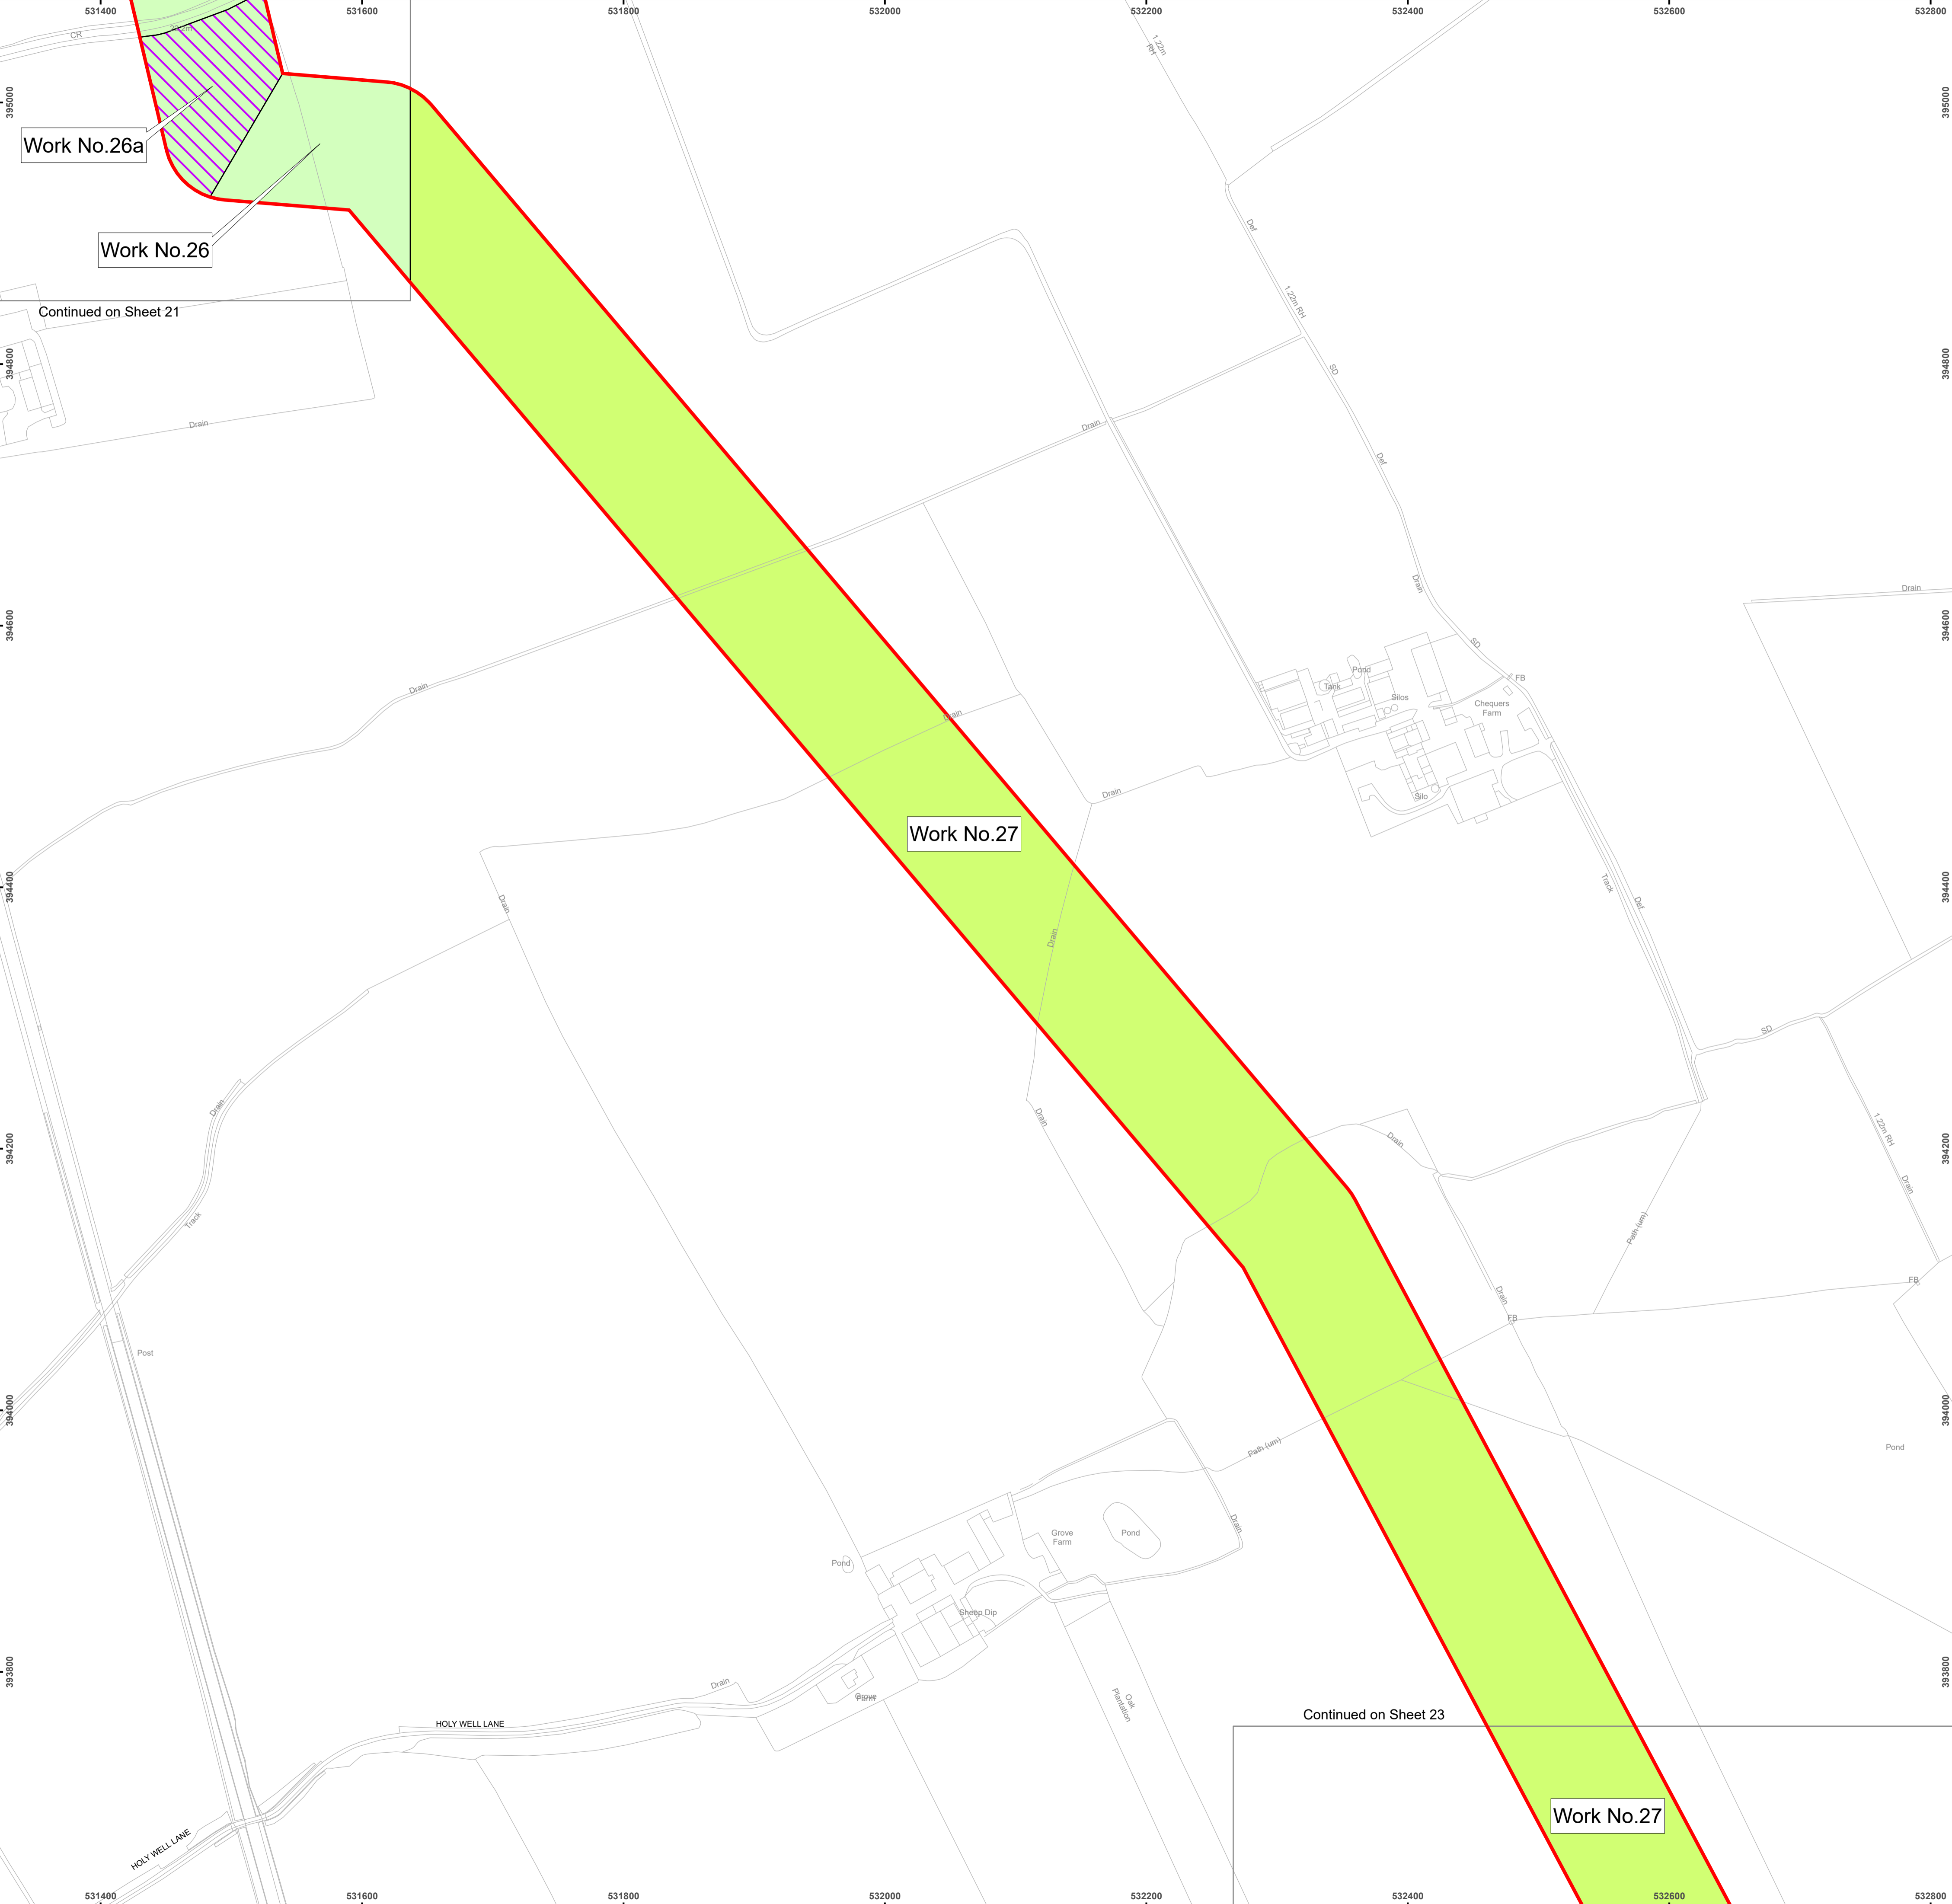 531400
531600
531800
532000
532200
532400
532600
532800
CR
1.22m
RH
395000
395000
Work No.26a
Def
Work No.26
1.22m RH
Continued on Sheet 21
394800
394800
SD
Drain
Drain
Def
Drain
Drain
394600
394600
SD
Pond
FB
Tank
Silos
Chequers
Farm
Drain
Drain
Drain
Silo
Work No.27
394400
394400
Track
Drain
Def
Drain
SD
Drain
Drain
1.22m RH
Drain
394200
394200
Drain
Track
Path (um)
FB
Drain
FB
Post
394000
394000
Path (um)
Pond
Drain
Grove
Farm
Pond
Pond
Sheep Dip
393800
393800
Drain
Grove
Farm
Oak
Plantation
Continued on Sheet 23
HOLY WELL LANE
Work No.27
HOLY WELL LANE
531400
531600
531800
532000
532200
532400
532600
532800